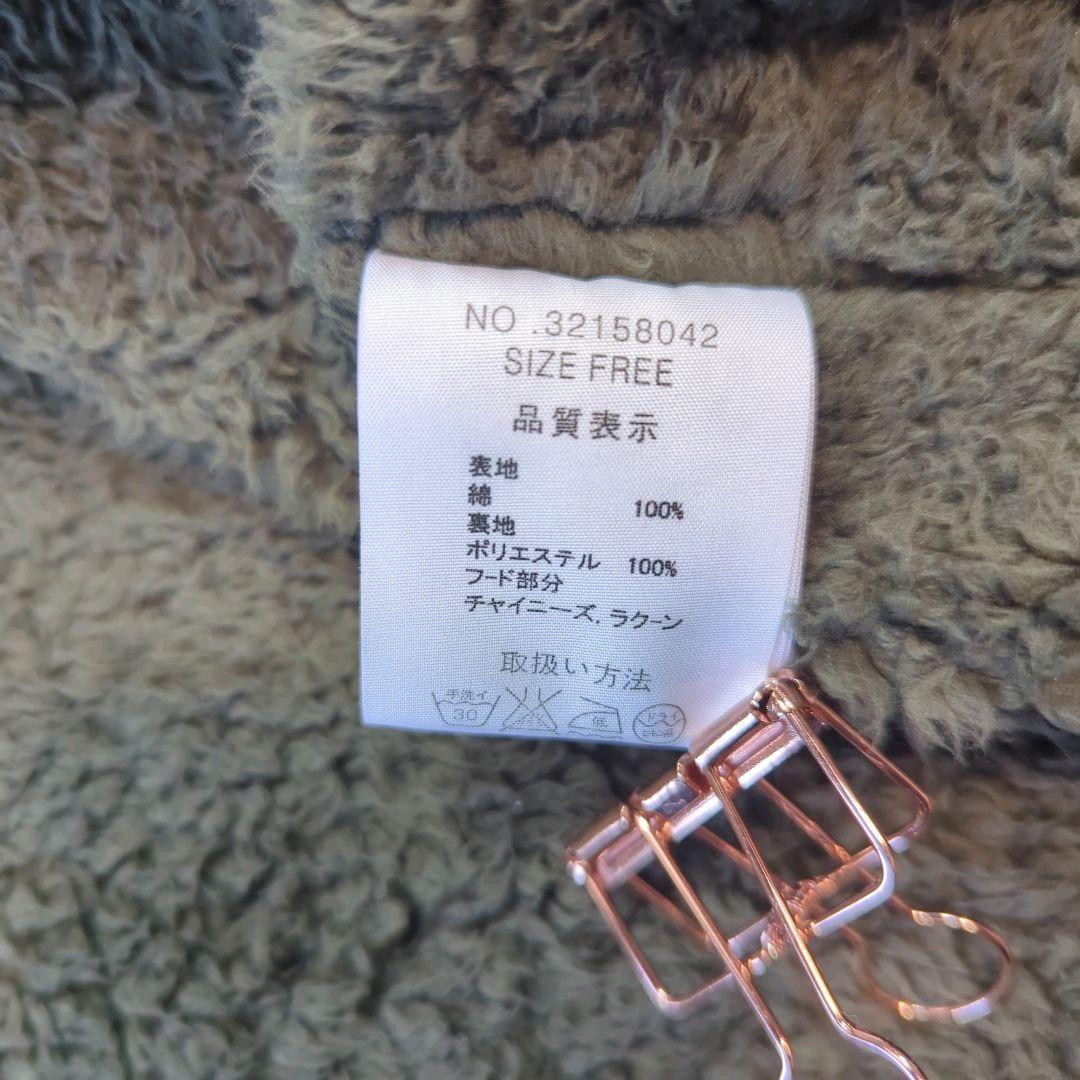 NO .32158042
SIZE FREE
品質表示
表地
綿 100%
裏地
ポリエステル 100%
フード部分
チャイニーズ.ラクーン
取扱い方法
手洗イ
30
低